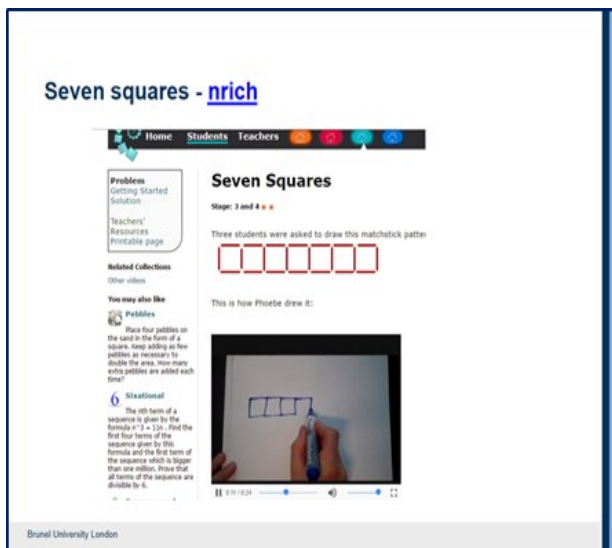 Seven squares - nrich
Home Students Teachers
Problem
Getting Started
Solution
Teachers'
Resources
Printable page
Related Collections
Other videos
You may also like
Pebbles
Place four pebbles on
the sand in the form of a
square. Keep adding as few
pebbles as necessary to
double the area. How many
extra pebbles are added each
time?
Sixational
The nth term of a
sequence is given by the
formula n^3 + 11n . Find the
first four terms of the
sequence given by this
formula and the first term of
the sequence which is bigger
than one million. Prove that
all terms of the sequence are
divisible by 6.
Seven Squares
Stage: 3 and 4
Three students were asked to draw this matchstick patter
This is how Phoebe drew it:
0:11 / 0:24
Brunel University London